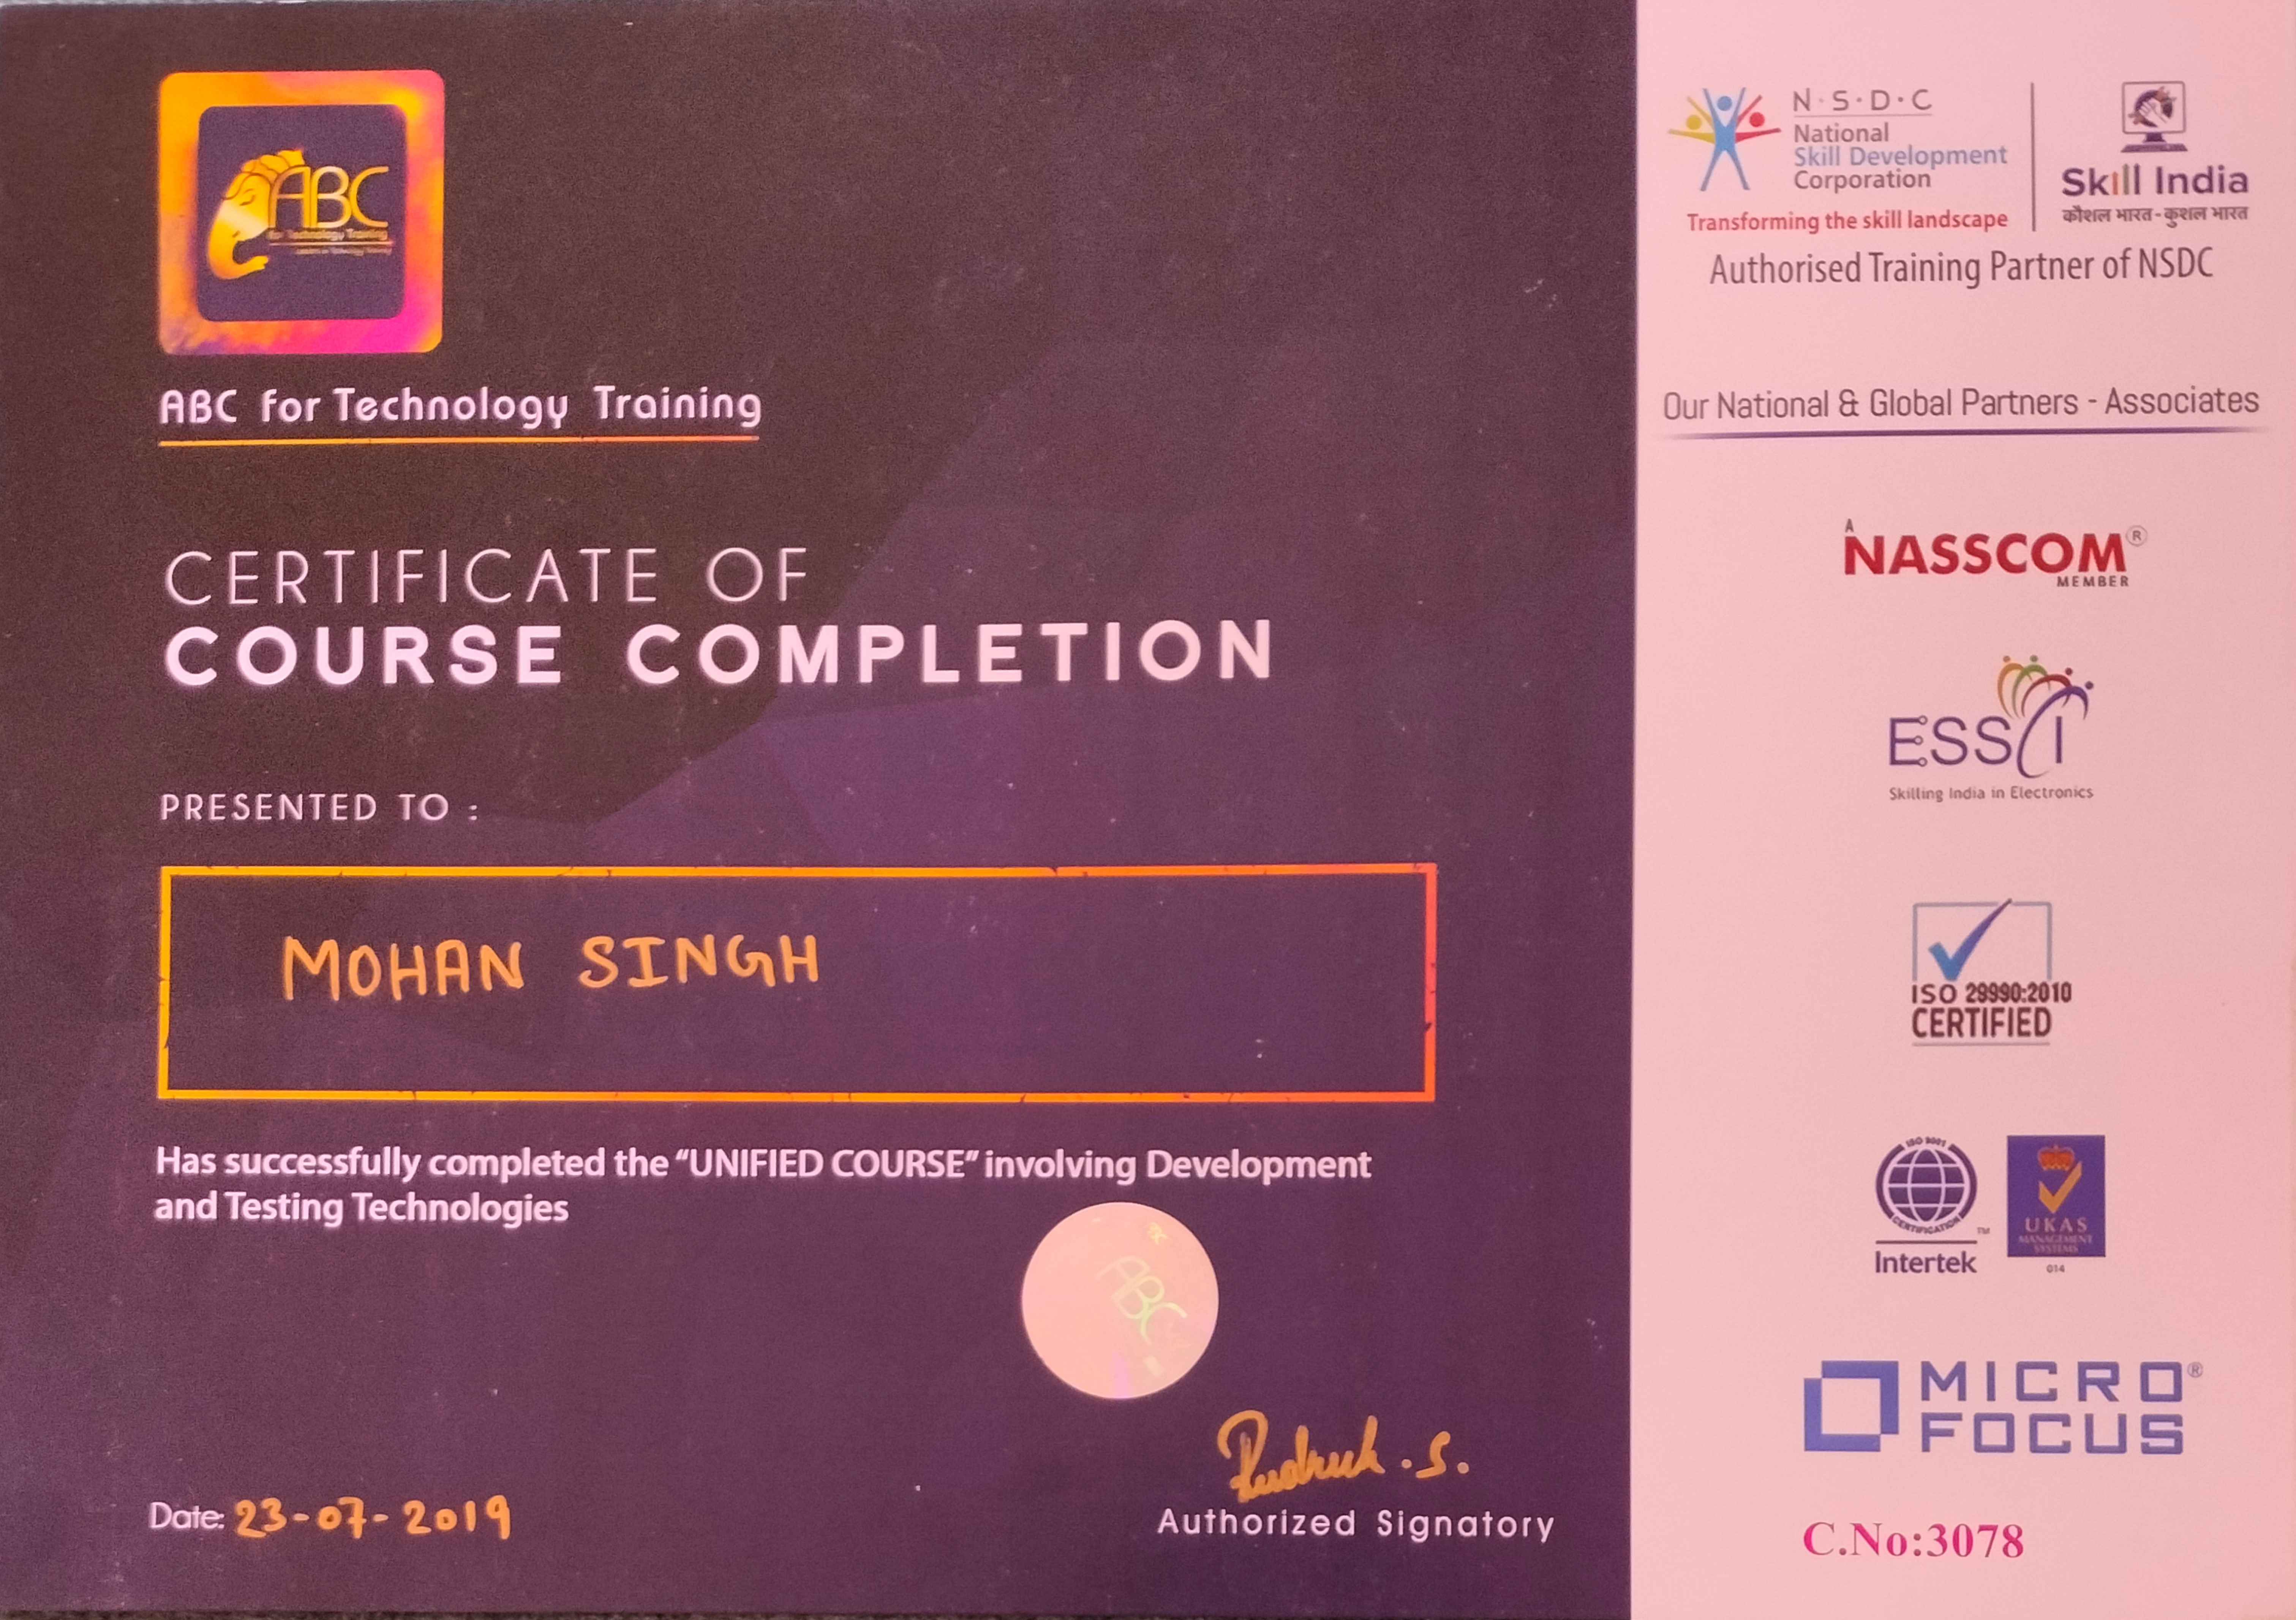 ABC
for Technology Training
ABC for Technology Training
CERTIFICATE OF
COURSE COMPLETION
PRESENTED TO :
MOHAN SINGH
Has successfully completed the “UNIFIED COURSE” involving Development
and Testing Technologies
ABC
Date: 23-07-2019
Authorized Signatory
N·S·D·C
National
Skill Development
Corporation
Transforming the skill landscape
Skill India
कौशल भारत - कुशल भारत
Authorised Training Partner of NSDC
Our National & Global Partners - Associates
A
NASSCOM®
MEMBER
ESSCI
Skilling India in Electronics
ISO 29990:2010
CERTIFIED
ISO 9001
CERTIFICATION
TM
Intertek
UKAS
MANAGEMENT
SYSTEMS
014
MICRO®
FOCUS
C.No:3078